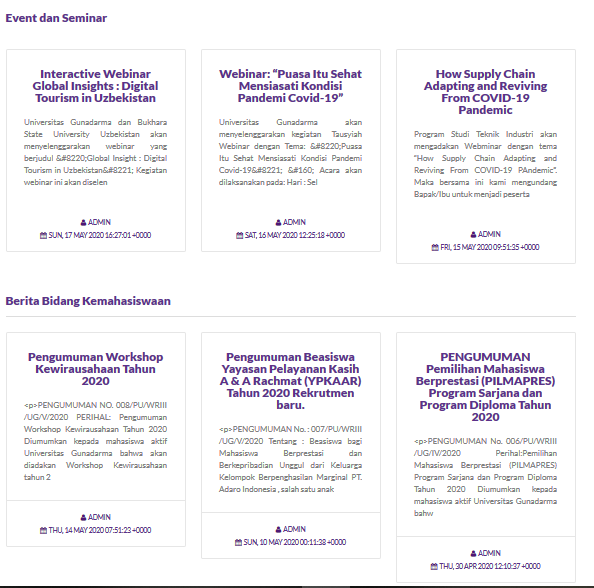 Event dan Seminar
Interactive Webinar
Global Insights : Digital
Tourism in Uzbekistan
Universitas Gunadarma dan Bukhara
State University Uzbekistan akan
menyelenggarakan webinar yang
berjudul &#8220;Global Insight : Digital
Tourism in Uzbekistan&#8221; Kegiatan
webinar ini akan diselen
ADMIN
SUN, 17 MAY 2020 16:27:01 +0000
Webinar: “Puasa Itu Sehat
Mensiasati Kondisi
Pandemi Covid-19”
Universitas Gunadarma akan
menyelenggarakan kegiatan Tausyiah
Webinar dengan Tema: &#8220;Puasa
Itu Sehat Mensiasati Kondisi Pandemi
Covid-19&#8221; &#160; Acara akan
dilaksanakan pada: Hari : Sel
ADMIN
SAT, 16 MAY 2020 12:25:18 +0000
How Supply Chain
Adapting and Reviving
From COVID-19
Pandemic
Program Studi Teknik Industri akan
mengadakan Webminar dengan tema
"How Supply Chain Adapting and
Reviving From COVID-19 PAndemic".
Maka bersama ini kami mengundang
Bapak/Ibu untuk menjadi peserta
ADMIN
FRI, 15 MAY 2020 09:51:35 +0000
Berita Bidang Kemahasiswaan
Pengumuman Workshop
Kewirausahaan Tahun
2020
<p>PENGUMUMAN NO. 008/PU/WRIII
/UG/V/2020 PERIHAL: Pengumuman
Workshop Kewirausahaan Tahun 2020
Diumumkan kepada mahasiswa aktif
Universitas Gunadarma bahwa akan
diadakan Workshop Kewirausahaan
tahun 2
ADMIN
THU, 14 MAY 2020 07:51:23 +0000
Pengumuman Beasiswa
Yayasan Pelayanan Kasih
A & A Rachmat (YPKAAR)
Tahun 2020 Rekrutmen
baru.
<p>PENGUMUMAN No. : 007/PU/WRIII
/UG/V/2020 Tentang : Beasiswa bagi
Mahasiswa Berprestasi dan
Berkepribadian Unggul dari Keluarga
Kelompok Berpenghasilan Marginal PT.
Adaro Indonesia , salah satu anak
ADMIN
SUN, 10 MAY 2020 00:11:38 +0000
PENGUMUMAN
Pemilihan Mahasiswa
Berprestasi (PILMAPRES)
Program Sarjana dan
Program Diploma Tahun
2020
<p>PENGUMUMAN No. 006/PU/WRIII
/UG/IV/2020 Perihal:Pemilihan
Mahasiswa Berprestasi (PILMAPRES)
Program Sarjana dan Program Diploma
Tahun 2020 Diumumkan kepada
mahasiswa aktif Universitas Gunadarma
bahw
ADMIN
THU, 30 APR 2020 12:10:37 +0000